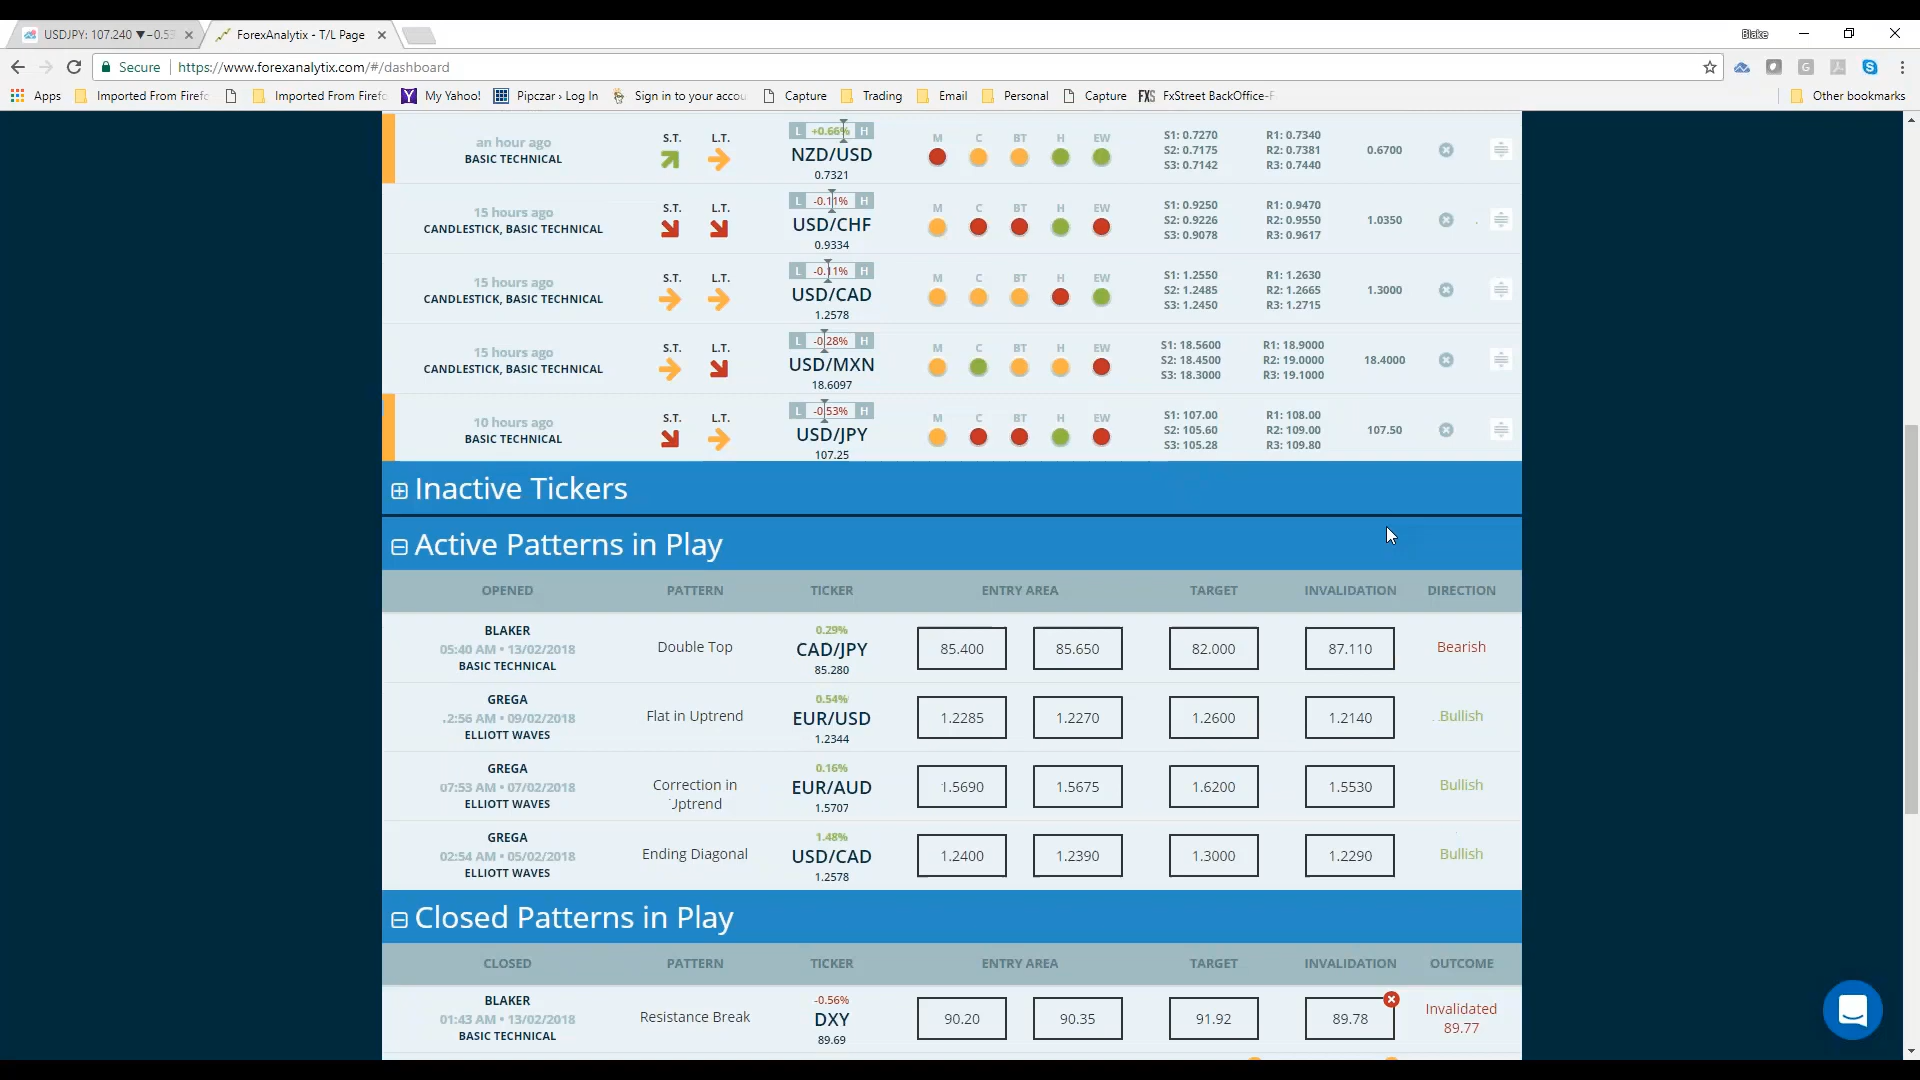 USDJPY: 107.240 ▼−0.53
ForexAnalytix - T/L Page
Blake
Secure
https://www.forexanalytix.com/#/dashboard
Apps
Imported From Firefo
Imported From Firefo
My Yahoo!
Pipczar › Log In
Sign in to your accou
Capture
Trading
Email
Personal
Capture
FXS FxStreet BackOffice-F
Other bookmarks
an hour ago
BASIC TECHNICAL
S.T. L.T.
L +0.66% H
NZD/USD
0.7321
M C BT H EW
S1: 0.7270 R1: 0.7340
S2: 0.7175 R2: 0.7381
S3: 0.7142 R3: 0.7440
0.6700
15 hours ago
CANDLESTICK, BASIC TECHNICAL
S.T. L.T.
L -0.11% H
USD/CHF
0.9334
M C BT H EW
S1: 0.9250 R1: 0.9470
S2: 0.9226 R2: 0.9550
S3: 0.9078 R3: 0.9617
1.0350
15 hours ago
CANDLESTICK, BASIC TECHNICAL
S.T. L.T.
L -0.11% H
USD/CAD
1.2578
M C BT H EW
S1: 1.2550 R1: 1.2630
S2: 1.2485 R2: 1.2665
S3: 1.2450 R3: 1.2715
1.3000
15 hours ago
CANDLESTICK, BASIC TECHNICAL
S.T. L.T.
L -0.28% H
USD/MXN
18.6097
M C BT H EW
S1: 18.5600 R1: 18.9000
S2: 18.4500 R2: 19.0000
S3: 18.3000 R3: 19.1000
18.4000
10 hours ago
BASIC TECHNICAL
S.T. L.T.
L -0.53% H
USD/JPY
107.25
M C BT H EW
S1: 107.00 R1: 108.00
S2: 105.60 R2: 109.00
S3: 105.28 R3: 109.80
107.50
Inactive Tickers
Active Patterns in Play
OPENED PATTERN TICKER ENTRY AREA TARGET INVALIDATION DIRECTION
BLAKER
05:40 AM • 13/02/2018
BASIC TECHNICAL
Double Top
0.29%
CAD/JPY
85.280
85.400 85.650 82.000 87.110 Bearish
GREGA
2:56 AM • 09/02/2018
ELLIOTT WAVES
Flat in Uptrend
0.54%
EUR/USD
1.2344
1.2285 1.2270 1.2600 1.2140 Bullish
GREGA
07:53 AM • 07/02/2018
ELLIOTT WAVES
Correction in
Uptrend
0.16%
EUR/AUD
1.5707
1.5690 1.5675 1.6200 1.5530 Bullish
GREGA
02:54 AM • 05/02/2018
ELLIOTT WAVES
Ending Diagonal
1.48%
USD/CAD
1.2578
1.2400 1.2390 1.3000 1.2290 Bullish
Closed Patterns in Play
CLOSED PATTERN TICKER ENTRY AREA TARGET INVALIDATION OUTCOME
BLAKER
01:43 AM • 13/02/2018
BASIC TECHNICAL
Resistance Break
-0.56%
DXY
89.69
90.20 90.35 91.92 89.78
Invalidated
89.77